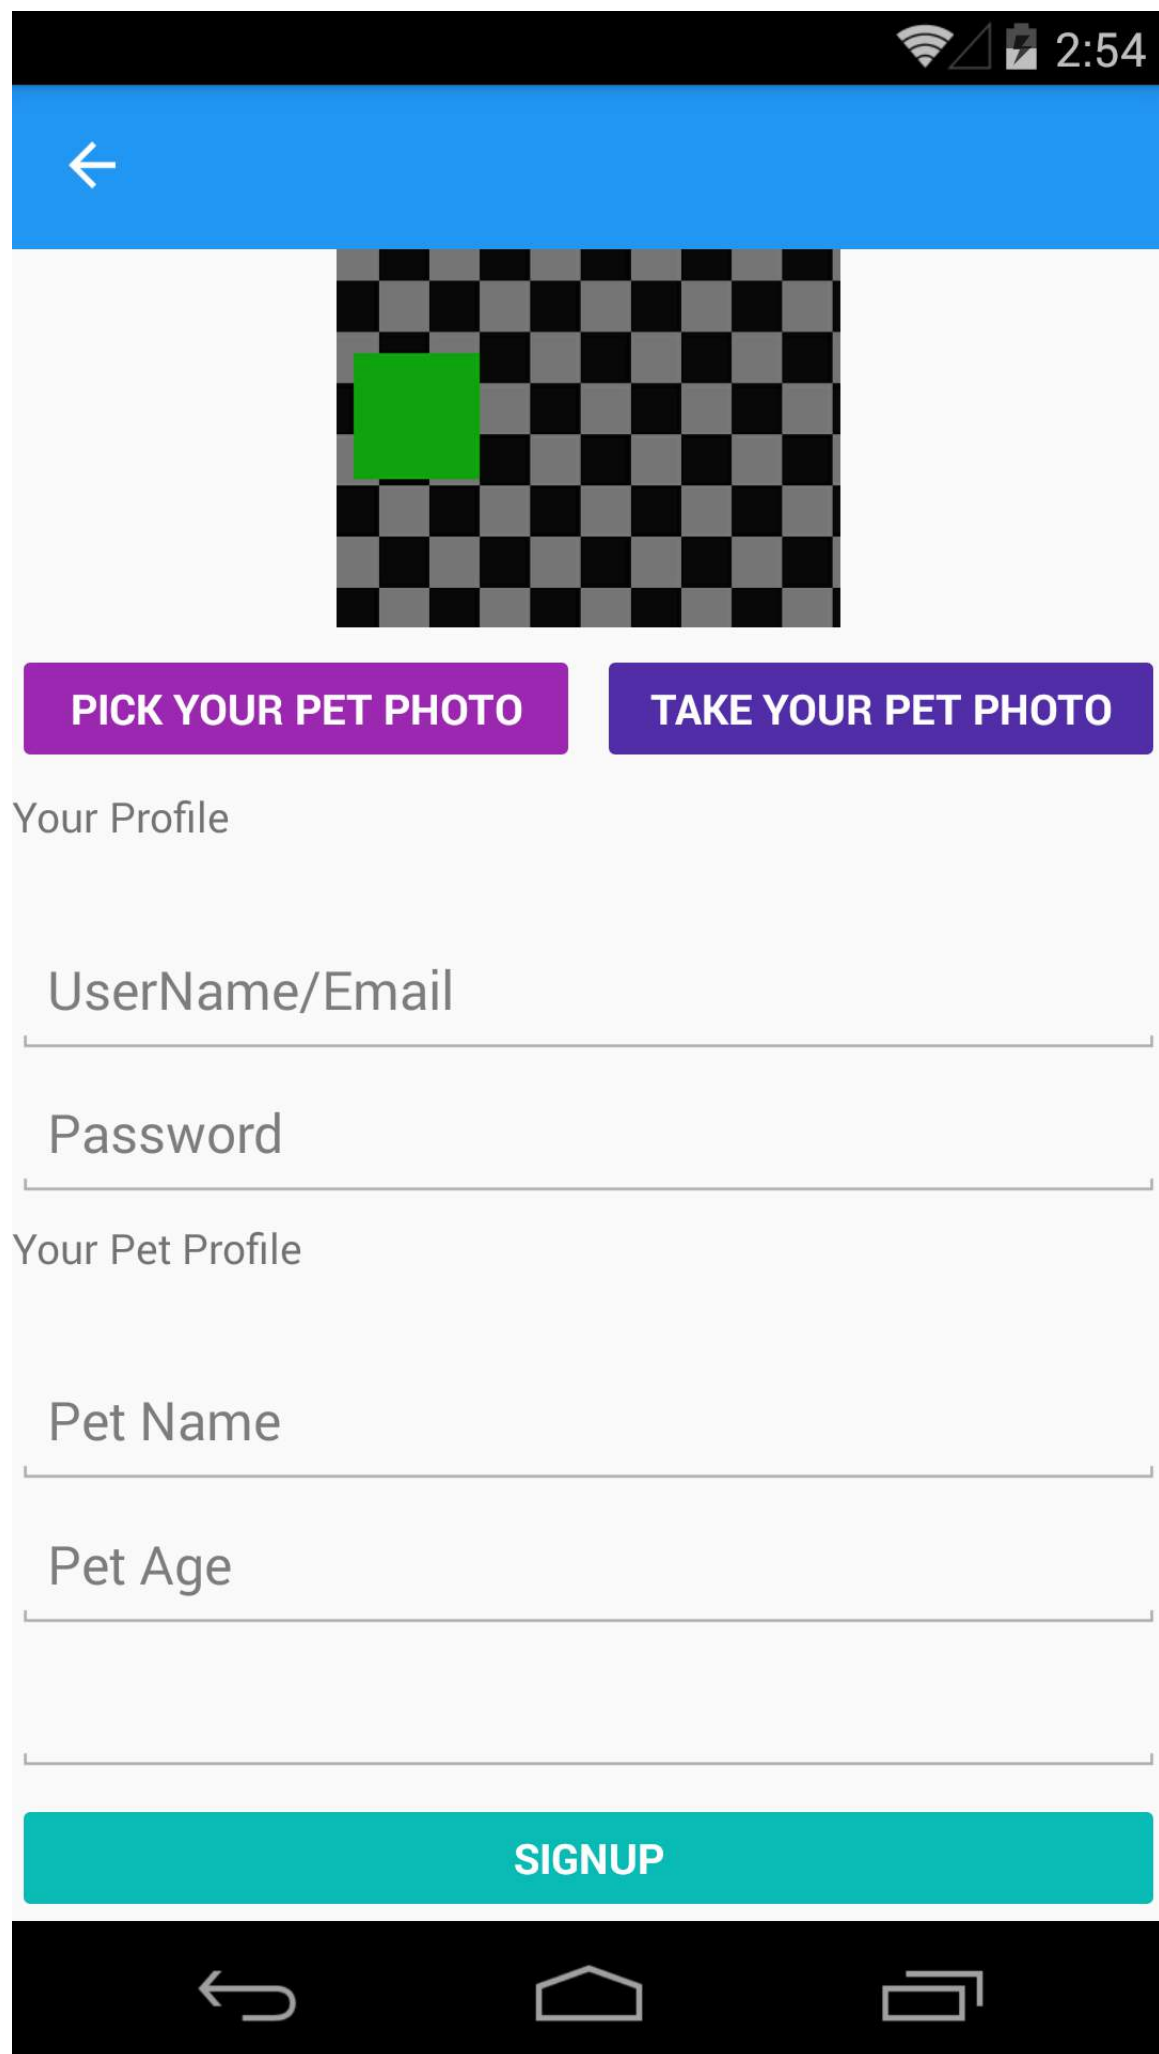 2:54
PICK YOUR PET PHOTO
TAKE YOUR PET PHOTO
Your Profile
UserName/Email
Password
Your Pet Profile
Pet Name
Pet Age
SIGNUP